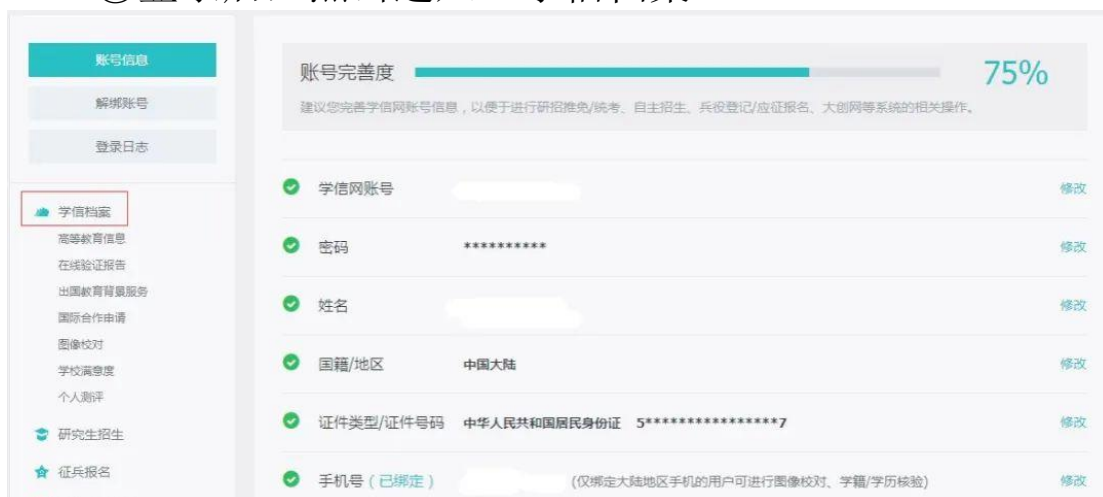 账号信息
解绑账号
登录日志
学信档案
高等教育信息
在线验证报告
出国教育背景服务
国际合作申请
图像校对
学校满意度
个人测评
研究生招生
征兵报名
账号完善度 75%
建议您完善学信网账号信息，以便于进行研招推免/统考、自主招生、兵役登记/应征报名、大创网等系统的相关操作。
学信网账号 修改
密码 ********** 修改
姓名 修改
国籍/地区 中国大陆 修改
证件类型/证件号码 中华人民共和国居民身份证 5****************7 修改
手机号（已绑定） (仅绑定大陆地区手机的用户可进行图像校对、学籍/学历核验) 修改